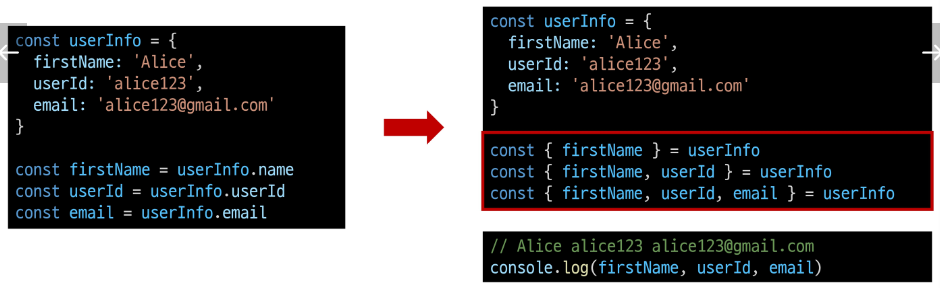 const userInfo = {
  firstName: 'Alice',
  userId: 'alice123',
  email: 'alice123@gmail.com'
}
const firstName = userInfo.name
const userId = userInfo.userId
const email = userInfo.email
const userInfo = {
  firstName: 'Alice',
  userId: 'alice123',
  email: 'alice123@gmail.com'
}
const { firstName } = userInfo
const { firstName, userId } = userInfo
const { firstName, userId, email } = userInfo
// Alice alice123 alice123@gmail.com
console.log(firstName, userId, email)